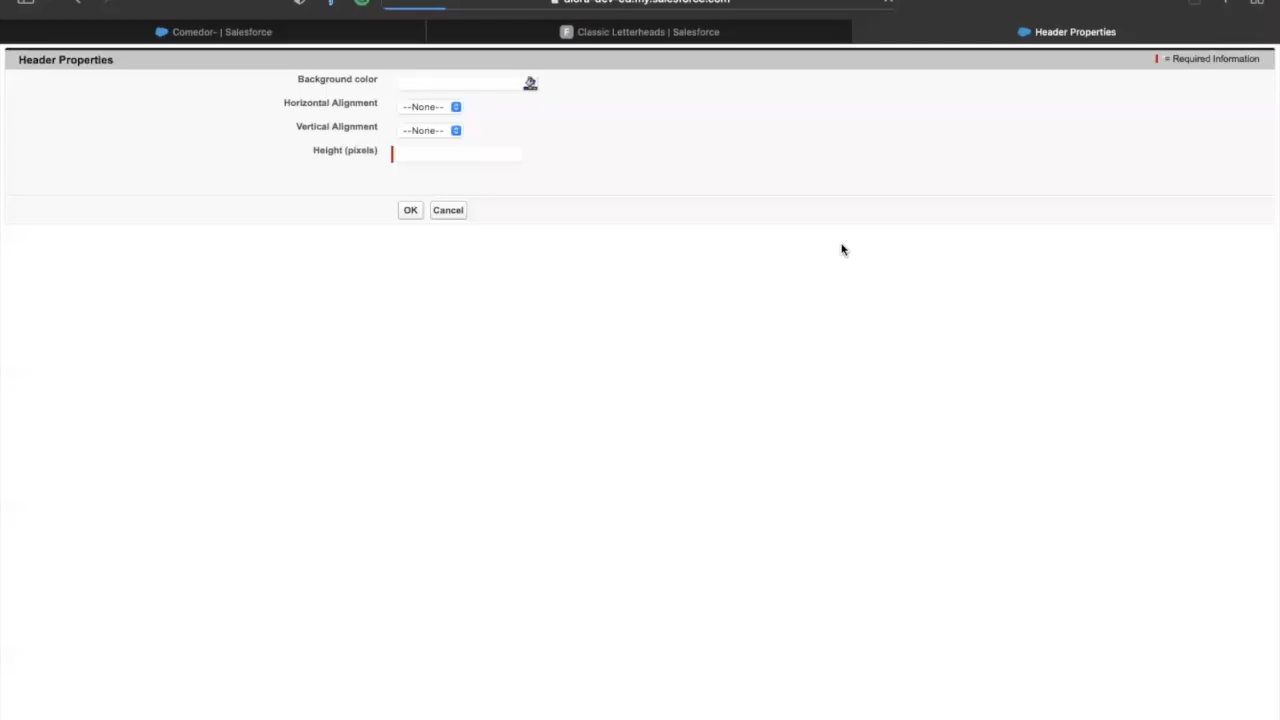 Comedor- | Salesforce
Classic Letterheads | Salesforce
Header Properties
Header Properties
= Required Information
Background color
Horizontal Alignment
--None--
Vertical Alignment
--None--
Height (pixels)
OK
Cancel